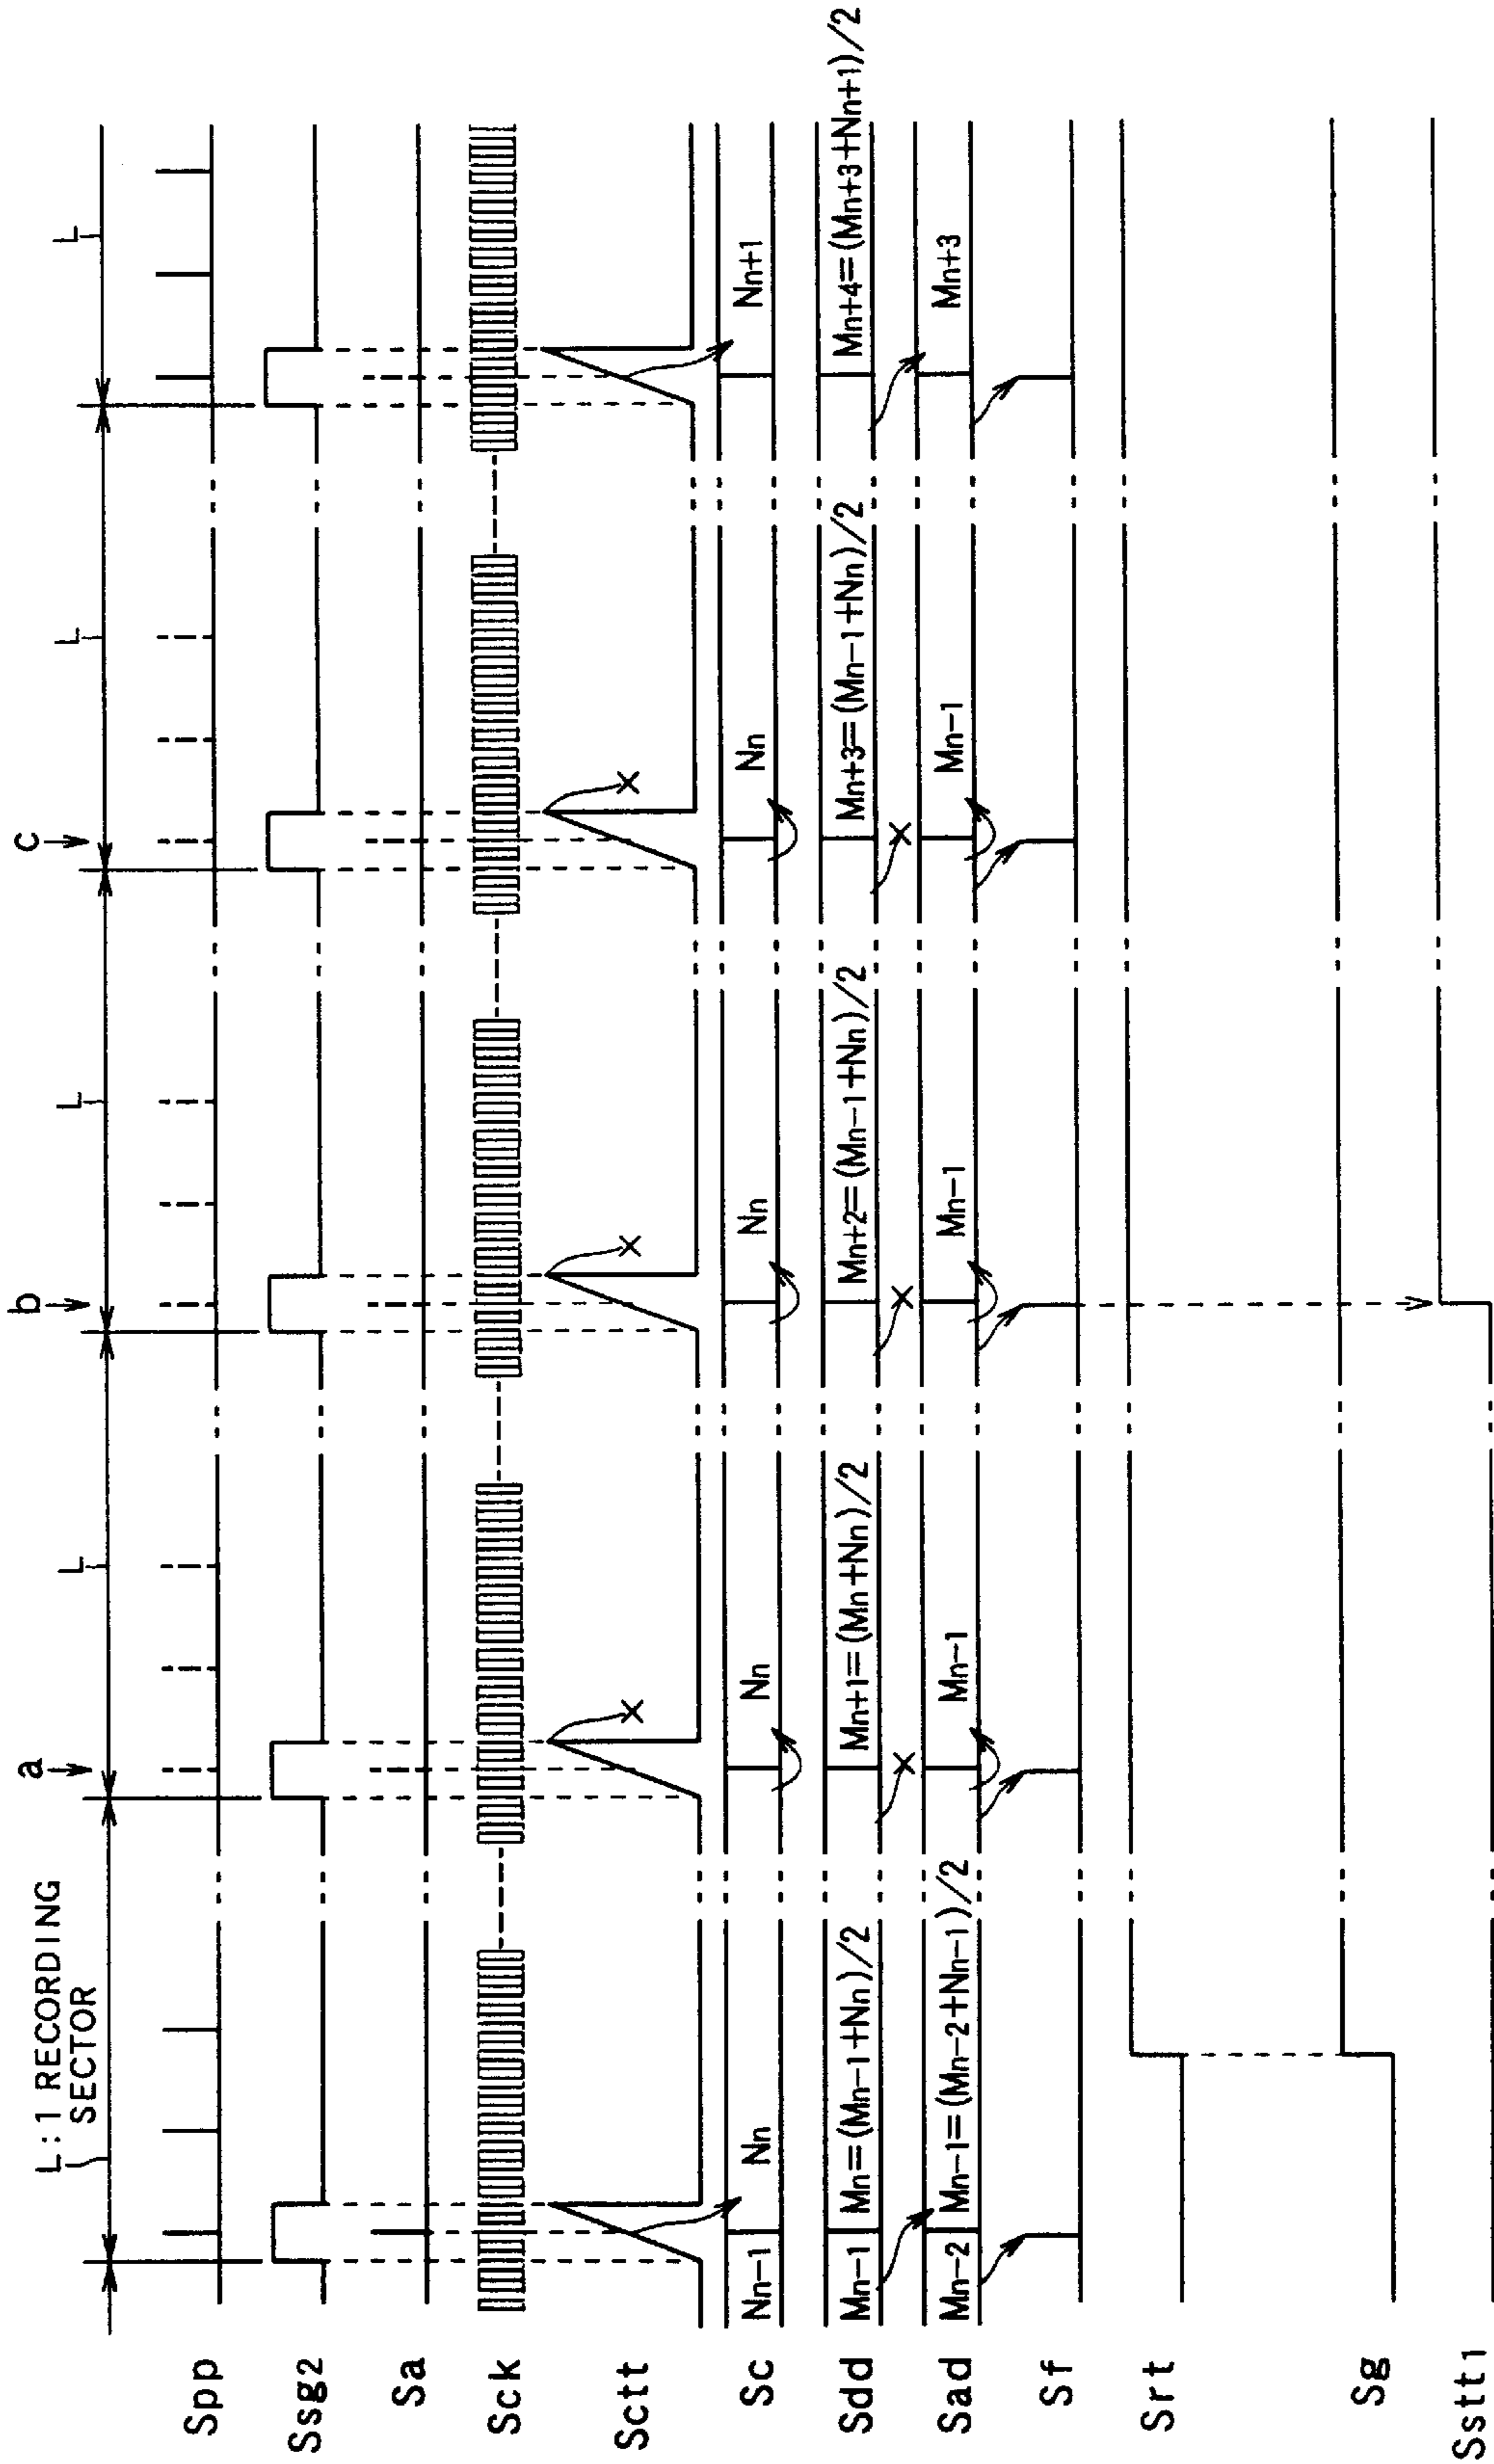 L:1 RECORDING
SECTOR
a
b
c
L
L
L
L
Spp
Ssg2
Sa
Sck
Sctt
Sc
Nn-1
Nn
Nn
Nn
Nn
Nn+1
Sdd
Mn-1
Mn=(Mn-1+Nn)/2
Mn+1=(Mn+Nn)/2
Mn+2=(Mn-1+Nn)/2
Mn+3=(Mn-1+Nn)/2
Mn+4=(Mn+3+Nn+1)/2
Sad
Mn-2
Mn-1=(Mn-2+Nn-1)/2
Mn-1
Mn-1
Mn-1
Mn+3
Sf
Srt
Sg
Sstt1